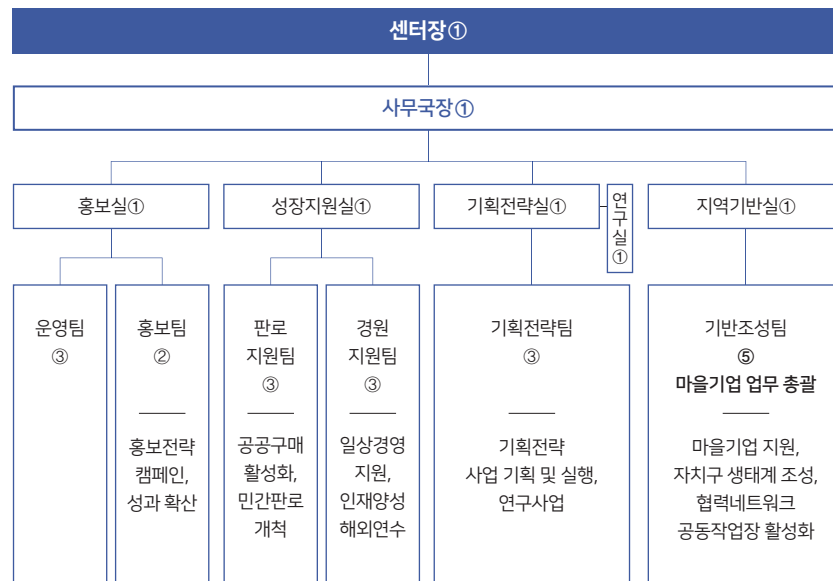 센터장①
사무국장①
홍보실①
성장지원실①
기획전략실①
연구실①
지역기반실①
운영팀
③
홍보팀
②
홍보전략
캠페인,
성과 확산
판로
지원팀
③
공공구매
활성화,
민간판로
개척
경원
지원팀
③
일상경영
지원,
인재양성
해외연수
기획전략팀
③
기획전략
사업 기획 및 실행,
연구사업
기반조성팀
⑤
마을기업 업무 총괄
마을기업 지원,
자치구 생태계 조성,
협력네트워크
공동작업장 활성화